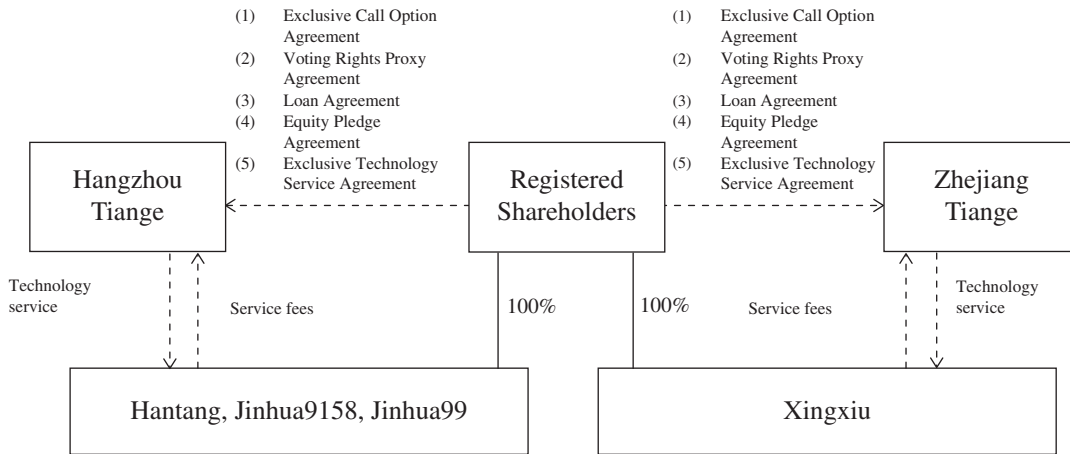 (1) Exclusive Call Option
Agreement
(2) Voting Rights Proxy
Agreement
(3) Loan Agreement
(4) Equity Pledge
Agreement
(5) Exclusive Technology
Service Agreement
(1) Exclusive Call Option
Agreement
(2) Voting Rights Proxy
Agreement
(3) Loan Agreement
(4) Equity Pledge
Agreement
(5) Exclusive Technology
Service Agreement
Hangzhou
Tiange
Registered
Shareholders
Zhejiang
Tiange
Technology
service
Service fees
100%
100%
Service fees
Technology
service
Hantang, Jinhua9158, Jinhua99
Xingxiu